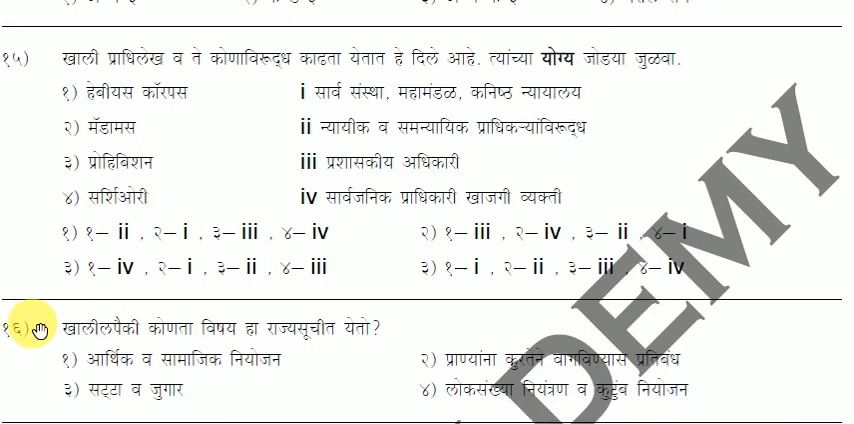 १५) खाली प्राधिलेख व ते कोणाविरूद्ध काढता येतात हे दिले आहे. त्यांच्या योग्य जोडया जुळवा.
१) हेबीयस कॉरपस i सार्व संस्था, महामंडळ, कनिष्ठ न्यायालय
२) मॅडामस ii न्यायीक व समन्यायिक प्राधिकऱ्यांविरूद्ध
३) प्रोहिबिशन iii प्रशासकीय अधिकारी
४) सर्शिओरी iv सार्वजनिक प्राधिकारी खाजगी व्यक्ती
१) १– ii , २– i , ३– iii , ४– iv २) १– iii , २– iv , ३– ii , ४– i
३) १– iv , २– i , ३– ii , ४– iii ३) १– i , २– ii , ३– iii , ४– iv
१६) खालीलपैकी कोणता विषय हा राज्यसूचीत येतो?
१) आर्थिक व सामाजिक नियोजन २) प्राण्यांना कुरतेने वागविण्यास प्रतिबंध
३) सट्टा व जुगार ४) लोकसंख्या नियंत्रण व कुटुंब नियोजन
DEMY